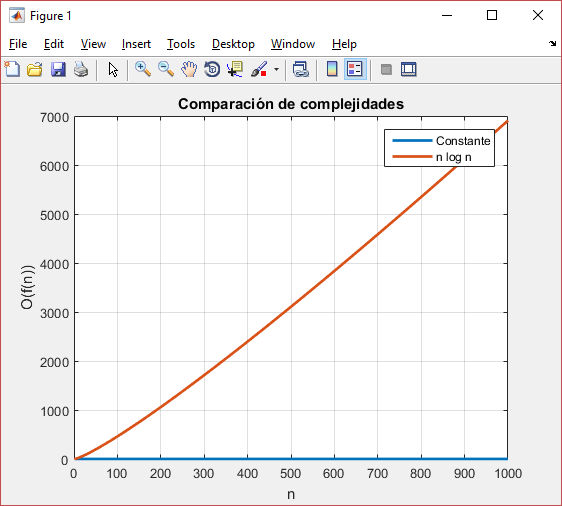 Figure 1
File Edit View Insert Tools Desktop Window Help
Comparación de complejidades
Constante
n log n
O(f(n))
7000
6000
5000
4000
3000
2000
1000
0
0 100 200 300 400 500 600 700 800 900 1000
n